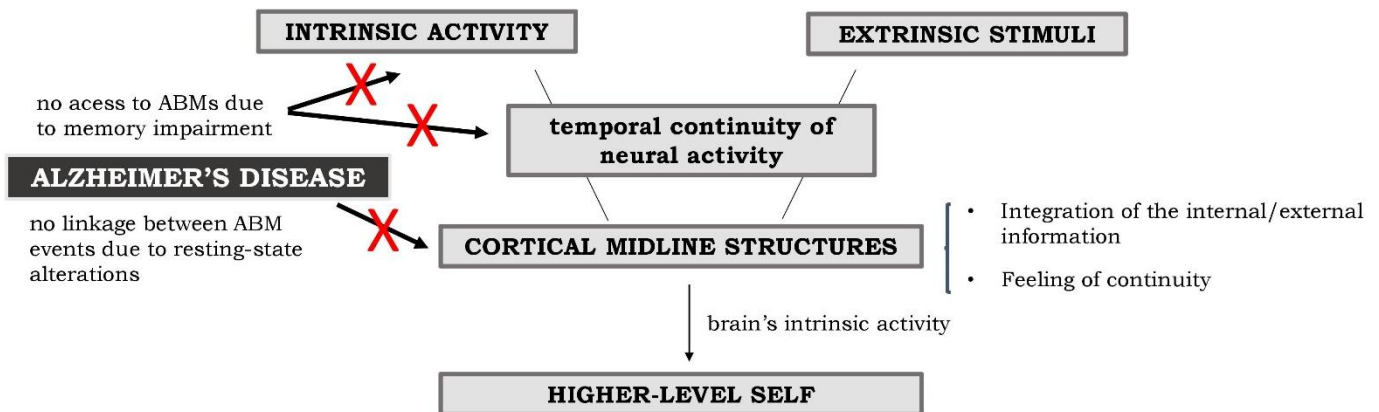 INTRINSIC ACTIVITY
EXTRINSIC STIMULI
no acess to ABMs due
to memory impairment
temporal continuity of
neural activity
ALZHEIMER'S DISEASE
no linkage between ABM
events due to resting-state
alterations
CORTICAL MIDLINE STRUCTURES
• Integration of the internal/external
information
• Feeling of continuity
brain's intrinsic activity
HIGHER-LEVEL SELF